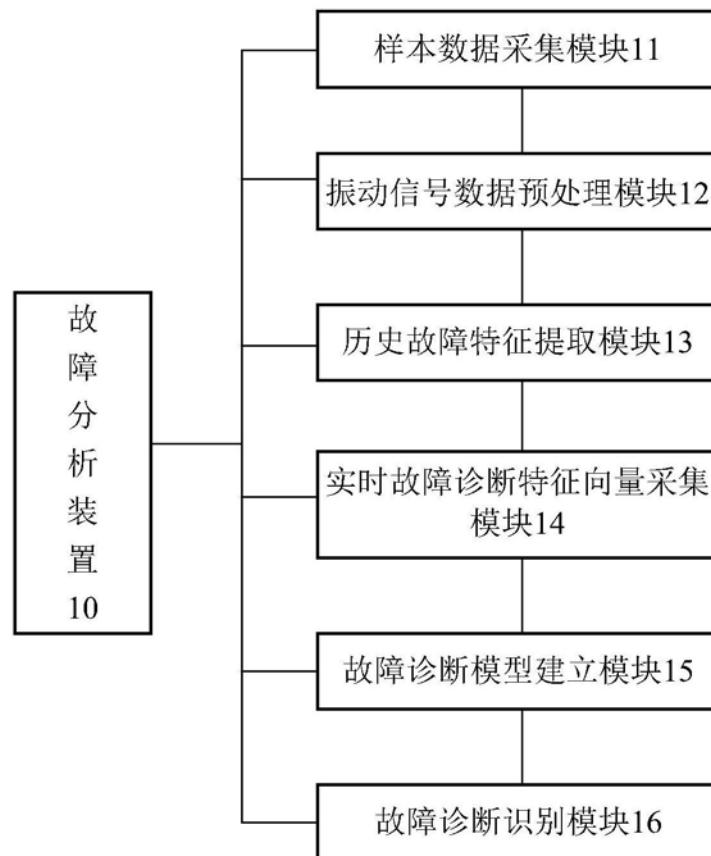 样本数据采集模块11
振动信号数据预处理模块12
历史故障特征提取模块13
实时故障诊断特征向量采集
模块14
故障诊断模型建立模块15
故障诊断识别模块16
故
障
分
析
装
置
10